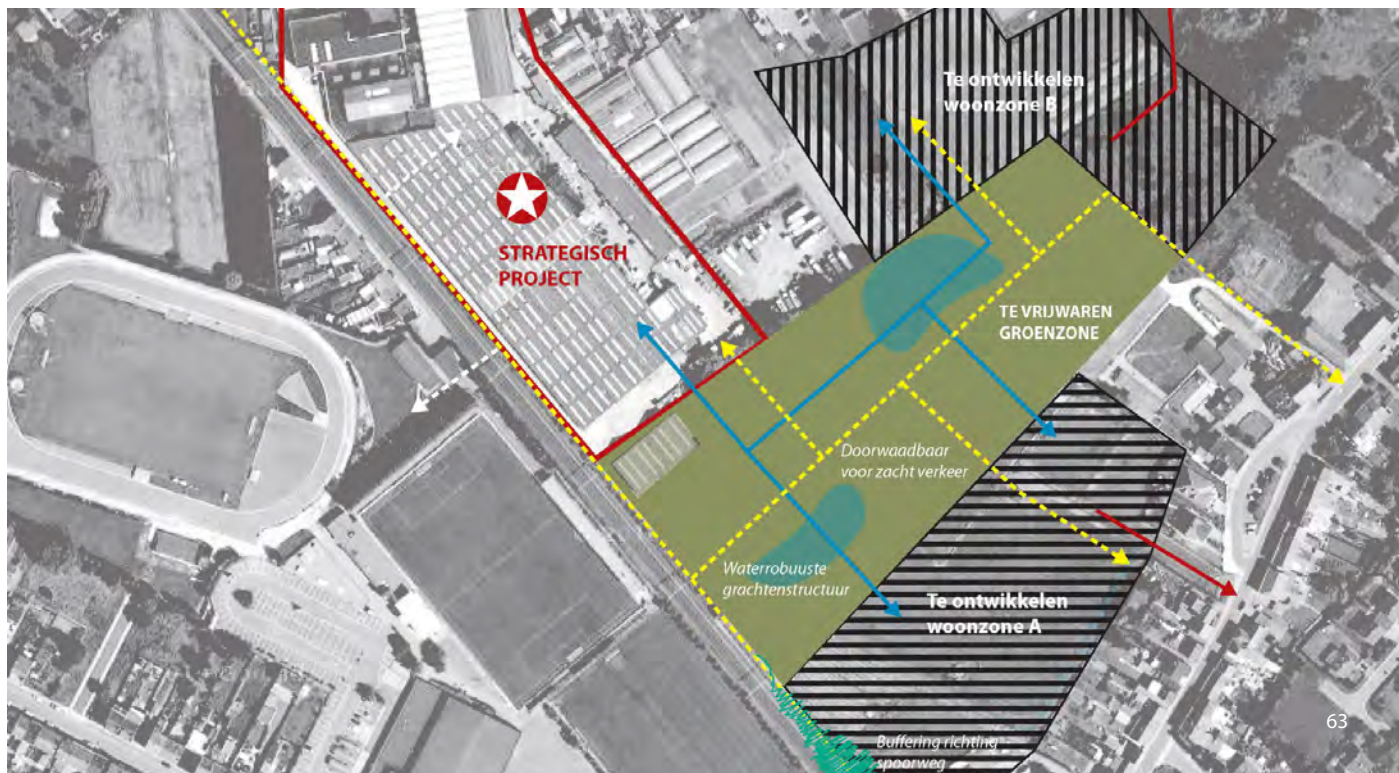 Te ontwikkelen
woonzone B
STRATEGISCH
PROJECT
TE VRIJWAREN
GROENZONE
Doorwaadbaar
voor zacht verkeer
Waterrobuuste
grachtenstructuur
Te ontwikkelen
woonzone A
Buffering richting
spoorweg
63